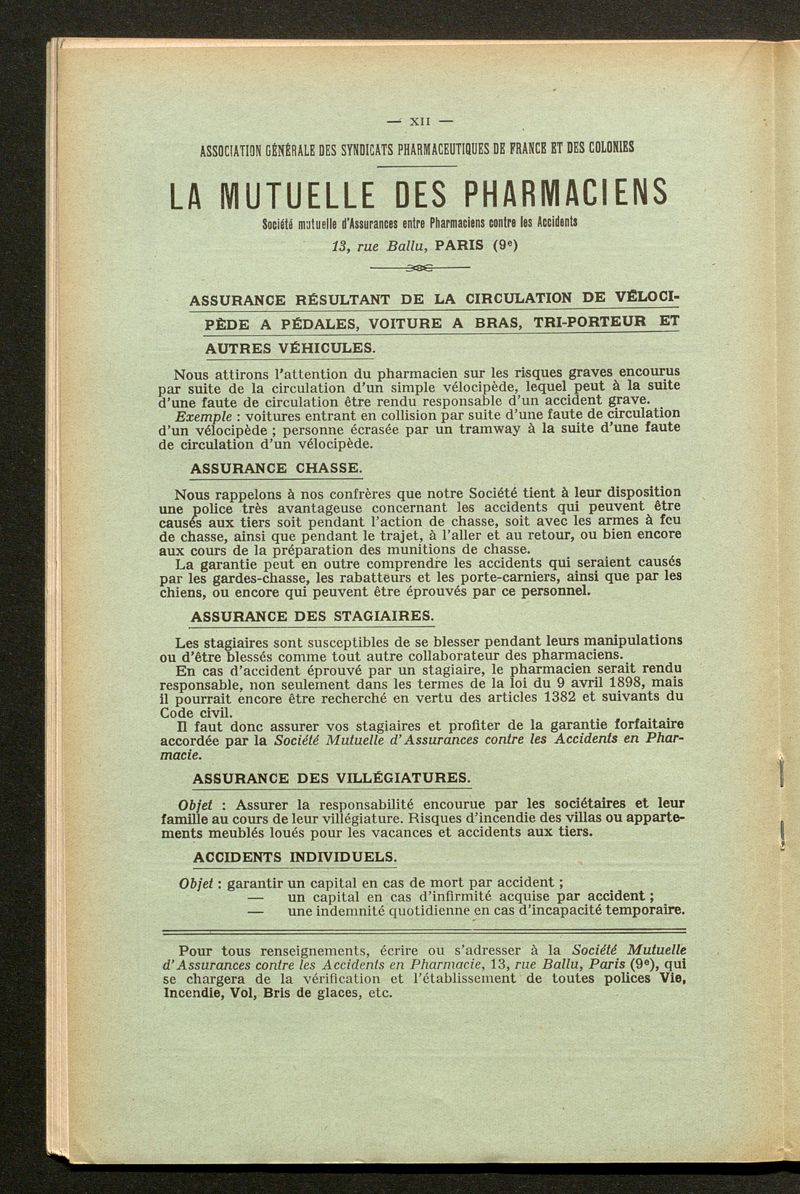 — XII —
ASSOCIATION GÉNÉRALE DES SYNDICATS PHARMACEUTIQUES DE FRANCE ET DES COLONIES
LA MUTUELLE DES PHARMACIENS
Société mutuelle d'Assurances entre Pharmaciens contre les Accidents
13, rue Ballu, PARIS (9e)
ASSURANCE RÉSULTANT DE LA CIRCULATION DE VÉLOCI-
PÈDE A PÉDALES, VOITURE A BRAS, TRI-PORTEUR ET
AUTRES VÉHICULES.
Nous attirons l'attention du pharmacien sur les risques graves encourus
par suite de la circulation d'un simple vélocipède, lequel peut à la suite
d'une faute de circulation être rendu responsable d'un accident grave.
Exemple : voitures entrant en collision par suite d'une faute de circulation
d'un vélocipède ; personne écrasée par un tramway à la suite d'une faute
de circulation d'un vélocipède.
ASSURANCE CHASSE.
Nous rappelons à nos confrères que notre Société tient à leur disposition
une police très avantageuse concernant les accidents qui peuvent être
causés aux tiers soit pendant l'action de chasse, soit avec les armes à feu
de chasse, ainsi que pendant le trajet, à l'aller et au retour, ou bien encore
aux cours de la préparation des munitions de chasse.
La garantie peut en outre comprendre les accidents qui seraient causés
par les gardes-chasse, les rabatteurs et les porte-carniers, ainsi que par les
chiens, ou encore qui peuvent être éprouvés par ce personnel.
ASSURANCE DES STAGIAIRES.
Les stagiaires sont susceptibles de se blesser pendant leurs manipulations
ou d'être blessés comme tout autre collaborateur des pharmaciens.
En cas d'accident éprouvé par un stagiaire, le pharmacien serait rendu
responsable, non seulement dans les termes de la loi du 9 avril 1898, mais
il pourrait encore être recherché en vertu des articles 1382 et suivants du
Code civil.
Il faut donc assurer vos stagiaires et profiter de la garantie forfaitaire
accordée par la Société Mutuelle d'Assurances contre les Accidents en Phar-
macie.
ASSURANCE DES VILLÉGIATURES.
Objet : Assurer la responsabilité encourue par les sociétaires et leur
famille au cours de leur villégiature. Risques d'incendie des villas ou apparte-
ments meublés loués pour les vacances et accidents aux tiers.
ACCIDENTS INDIVIDUELS.
Objet : garantir un capital en cas de mort par accident ;
— un capital en cas d'infirmité acquise par accident ;
— une indemnité quotidienne en cas d'incapacité temporaire.
Pour tous renseignements, écrire ou s'adresser à la Société Mutuelle
d'Assurances contre les Accidents en Pharmacie, 13, rue Ballu, Paris (9e), qui
se chargera de la vérification et l'établissement de toutes polices Vie,
Incendie, Vol, Bris de glaces, etc.